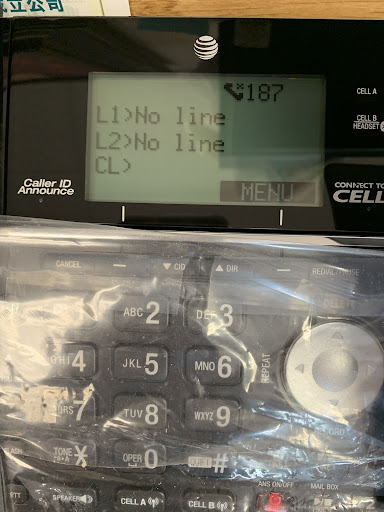 立公司
187
L1>No line
L2>No line
CL>
MENU
CELL A
CELL B
HEADSET
Caller ID
Announce
CONNECT TO
CELL
CANCEL
CID
DIR
REDIAL/PAUSE
ABC 2
DEF 3
GHI 4
JKL 5
MNO 6
REPEAT
7
TUV 8
WXYZ 9
TONE *
OPER 0
QUIET #
ANS ON/OFF
MAIL BOX
SPEAKER
CELL A
CELL B